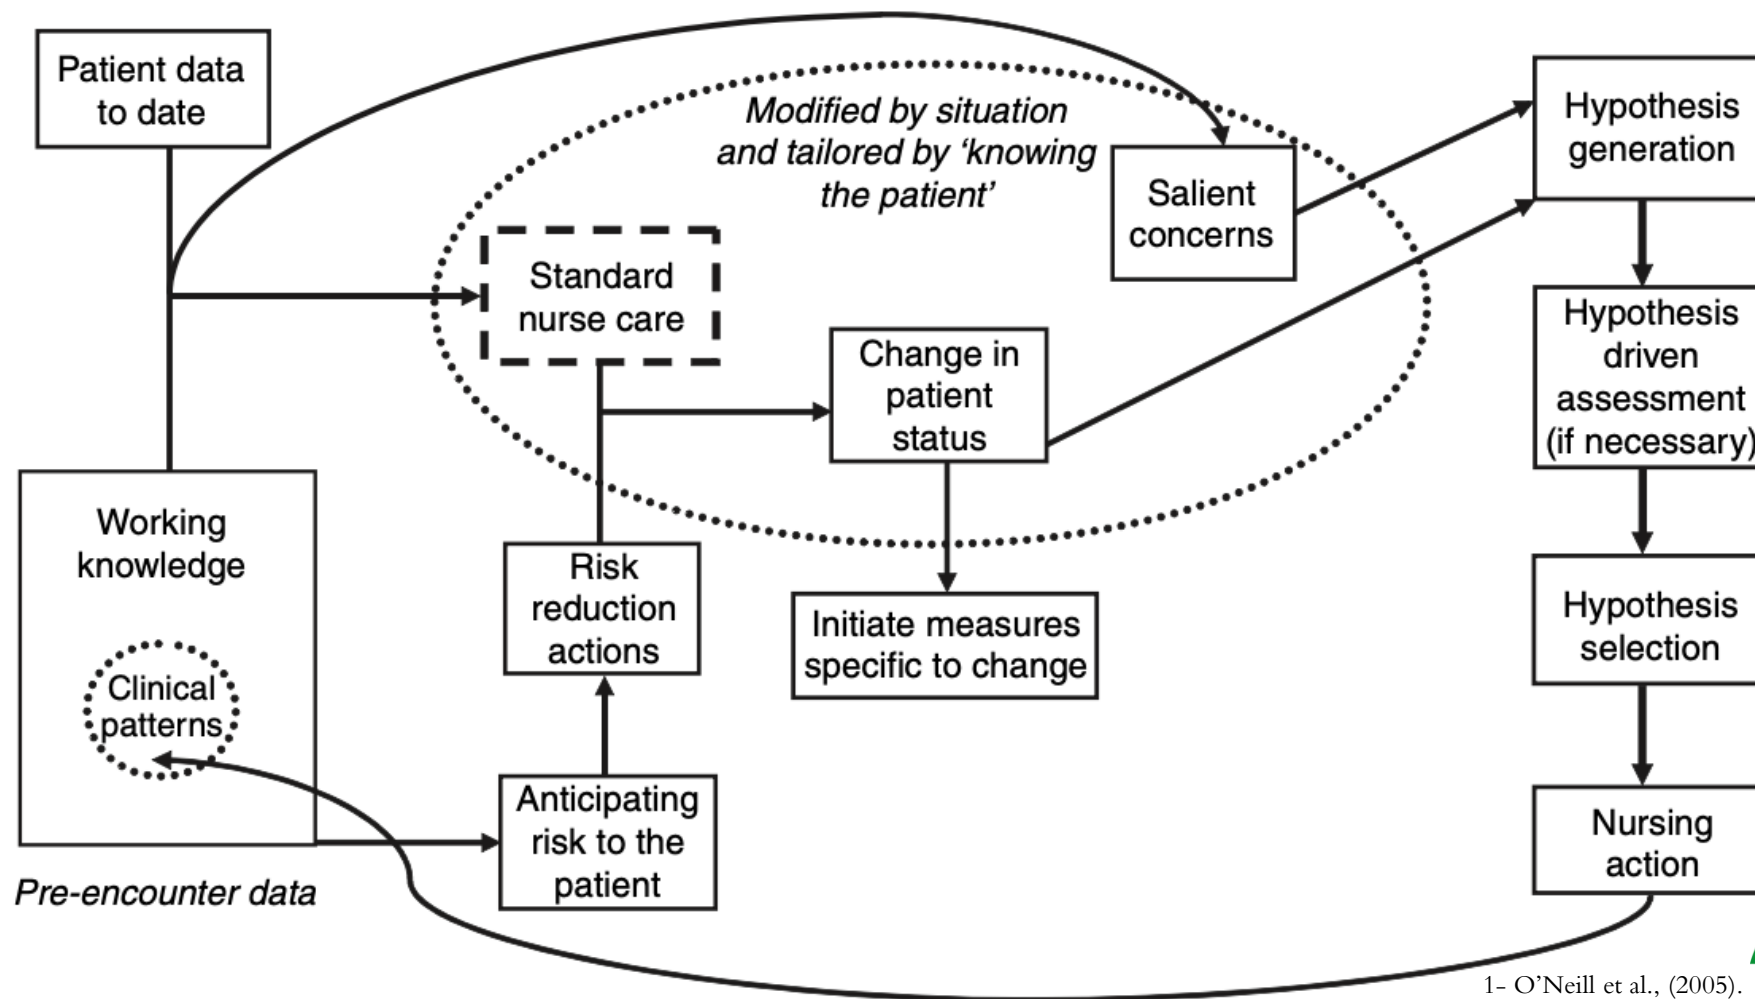 Patient data
to date
Modified by situation
and tailored by ‘knowing
the patient’
Salient
concerns
Hypothesis
generation
Standard
nurse care
Change in
patient
status
Hypothesis
driven
assessment
(if necessary)
Working
knowledge
Clinical
patterns
Risk
reduction
actions
Initiate measures
specific to change
Hypothesis
selection
Anticipating
risk to the
patient
Nursing
action
Pre-encounter data
1- O’Neill et al., (2005).